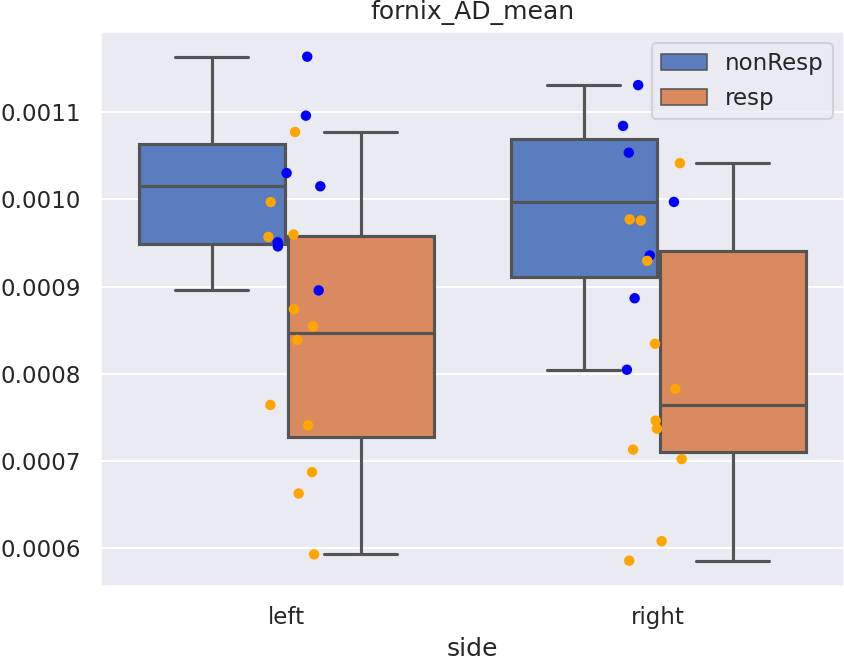 fornix_AD_mean
nonResp
resp
0.0011
0.0010
0.0009
0.0008
0.0007
0.0006
left
right
side